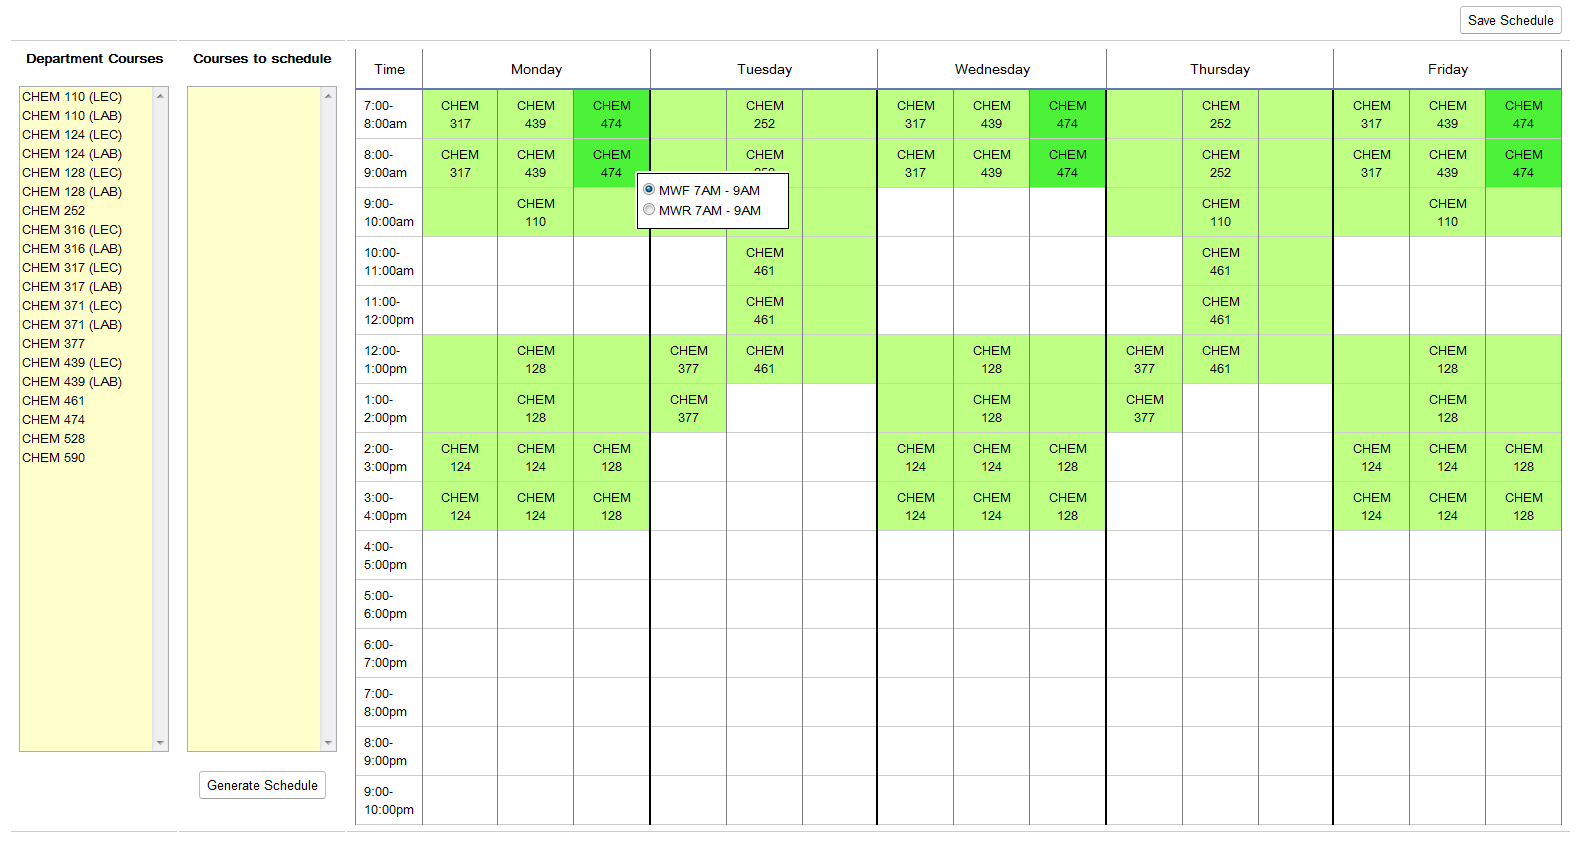 Save Schedule
Department Courses
CHEM 110 (LEC)
CHEM 110 (LAB)
CHEM 124 (LEC)
CHEM 124 (LAB)
CHEM 128 (LEC)
CHEM 128 (LAB)
CHEM 252
CHEM 316 (LEC)
CHEM 316 (LAB)
CHEM 317 (LEC)
CHEM 317 (LAB)
CHEM 371 (LEC)
CHEM 371 (LAB)
CHEM 377
CHEM 439 (LEC)
CHEM 439 (LAB)
CHEM 461
CHEM 474
CHEM 528
CHEM 590
Courses to schedule
Generate Schedule
Time Monday Tuesday Wednesday Thursday Friday
7:00- CHEM CHEM CHEM CHEM CHEM CHEM CHEM CHEM CHEM CHEM CHEM
8:00am 317 439 474 252 317 439 474 252 317 439 474
8:00- CHEM CHEM CHEM CHEM CHEM CHEM CHEM CHEM CHEM CHEM CHEM
9:00am 317 439 474 317 439 474 252 317 439 474
MWF 7AM - 9AM
MWR 7AM - 9AM
9:00- CHEM CHEM CHEM
10:00am 110 110 110
10:00- CHEM CHEM
11:00am 461 461
11:00- CHEM CHEM
12:00pm 461 461
12:00- CHEM CHEM CHEM CHEM CHEM CHEM CHEM
1:00pm 128 377 461 128 377 461 128
1:00- CHEM CHEM CHEM CHEM CHEM
2:00pm 128 377 128 377 128
2:00- CHEM CHEM CHEM CHEM CHEM CHEM CHEM CHEM CHEM
3:00pm 124 124 128 124 124 128 124 124 128
3:00- CHEM CHEM CHEM CHEM CHEM CHEM CHEM CHEM CHEM
4:00pm 124 124 128 124 124 128 124 124 128
4:00-
5:00pm
5:00-
6:00pm
6:00-
7:00pm
7:00-
8:00pm
8:00-
9:00pm
9:00-
10:00pm